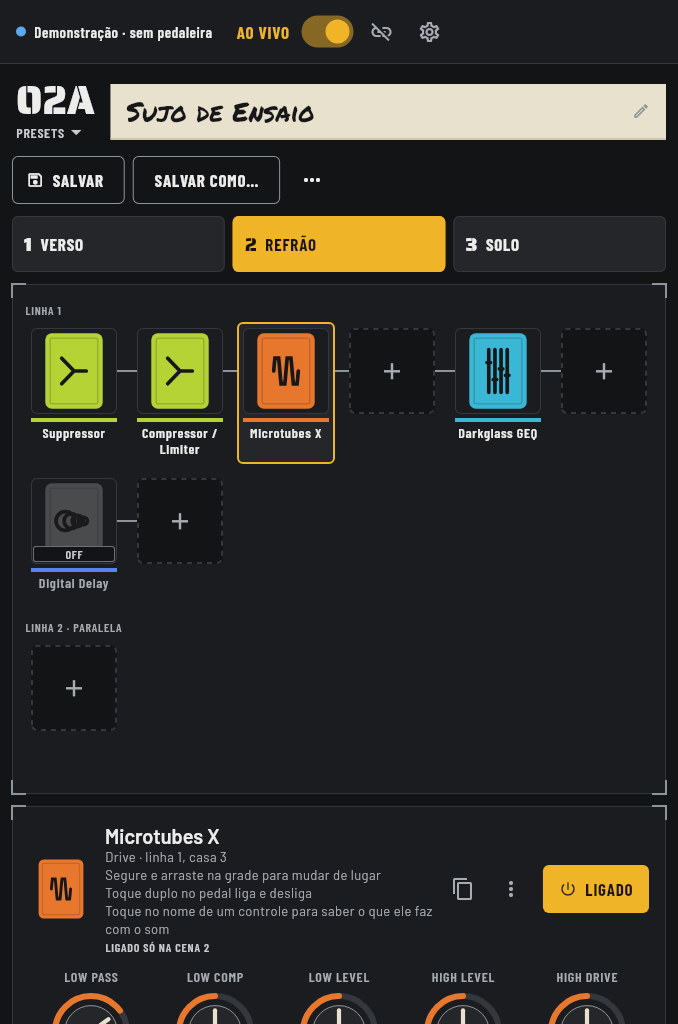 Demonstração · sem pedaleira
AO VIVO
02A
Sujo de Ensaio
PRESETS
SALVAR
SALVAR COMO...
1 VERSO
2 REFRÃO
3 SOLO
LINHA 1
Suppressor
Compressor /
Limiter
Microtubes X
Darkglass GEQ
OFF
Digital Delay
LINHA 2 · PARALELA
Microtubes X
Drive · linha 1, casa 3
Segure e arraste na grade para mudar de lugar
Toque duplo no pedal liga e desliga
Toque no nome de um controle para saber o que ele faz
com o som
LIGADO SÓ NA CENA 2
LIGADO
LOW PASS
LOW COMP
LOW LEVEL
HIGH LEVEL
HIGH DRIVE